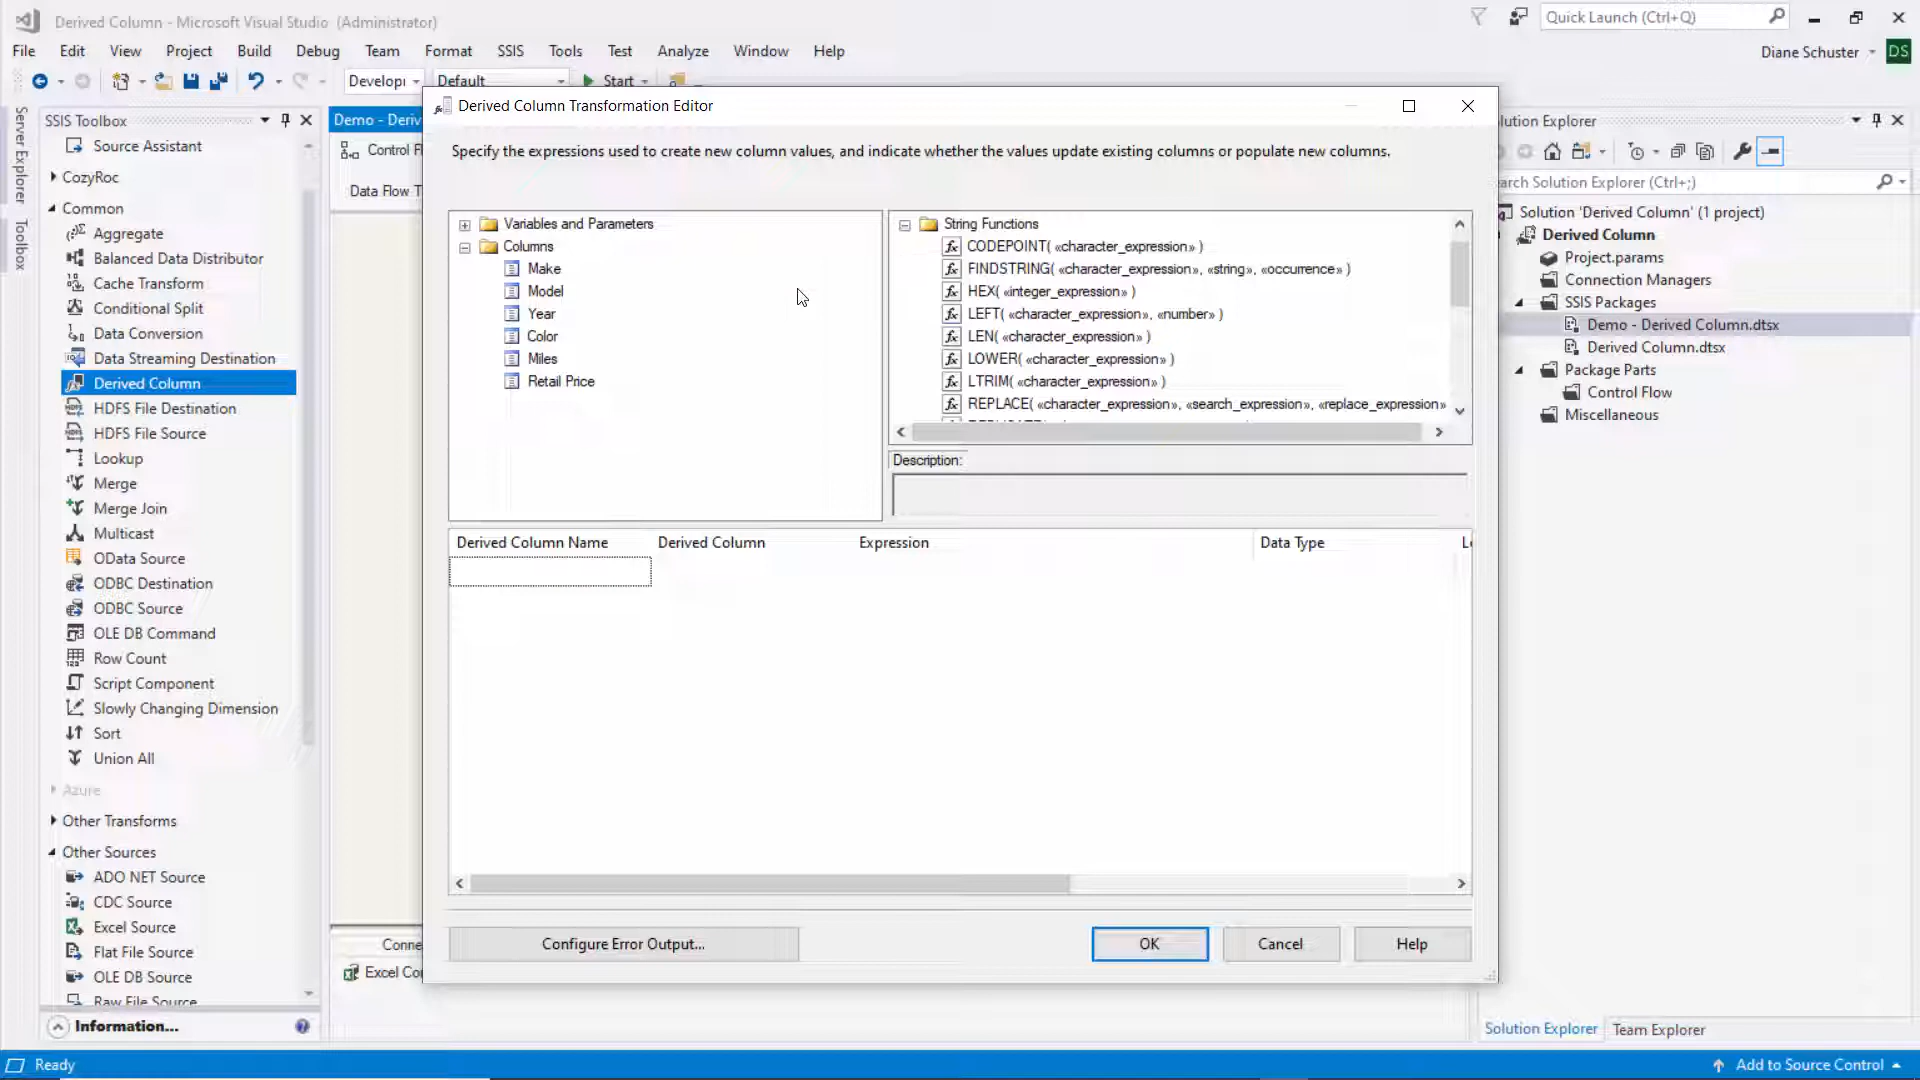 Derived Column - Microsoft Visual Studio (Administrator)
Quick Launch (Ctrl+Q)
File Edit View Project Build Debug Team Format SSIS Tools Test Analyze Window Help
Diane Schuster DS
Default Start
Server Explorer
Toolbox
SSIS Toolbox
Source Assistant
CozyRoc
Common
Aggregate
Balanced Data Distributor
Cache Transform
Conditional Split
Data Conversion
Data Streaming Destination
Derived Column
HDFS File Destination
HDFS File Source
Lookup
Merge
Merge Join
Multicast
OData Source
ODBC Destination
ODBC Source
OLE DB Command
Row Count
Script Component
Slowly Changing Dimension
Sort
Union All
Azure
Other Transforms
Other Sources
ADO NET Source
CDC Source
Excel Source
Flat File Source
OLE DB Source
Raw File Source
Information...
Demo - Deriv
Control F
Data Flow T
Conne
Excel Co
Derived Column Transformation Editor
Specify the expressions used to create new column values, and indicate whether the values update existing columns or populate new columns.
Variables and Parameters
Columns
Make
Model
Year
Color
Miles
Retail Price
String Functions
CODEPOINT( «character_expression» )
FINDSTRING( «character_expression», «string», «occurrence» )
HEX( «integer_expression» )
LEFT( «character_expression», «number» )
LEN( «character_expression» )
LOWER( «character_expression» )
LTRIM( «character_expression» )
REPLACE( «character_expression», «search_expression», «replace_expression»
Description:
Derived Column Name Derived Column Expression Data Type
Configure Error Output... OK Cancel Help
lution Explorer
arch Solution Explorer (Ctrl+;)
Solution 'Derived Column' (1 project)
Derived Column
Project.params
Connection Managers
SSIS Packages
Demo - Derived Column.dtsx
Derived Column.dtsx
Package Parts
Control Flow
Miscellaneous
Solution Explorer Team Explorer
Ready
Add to Source Control